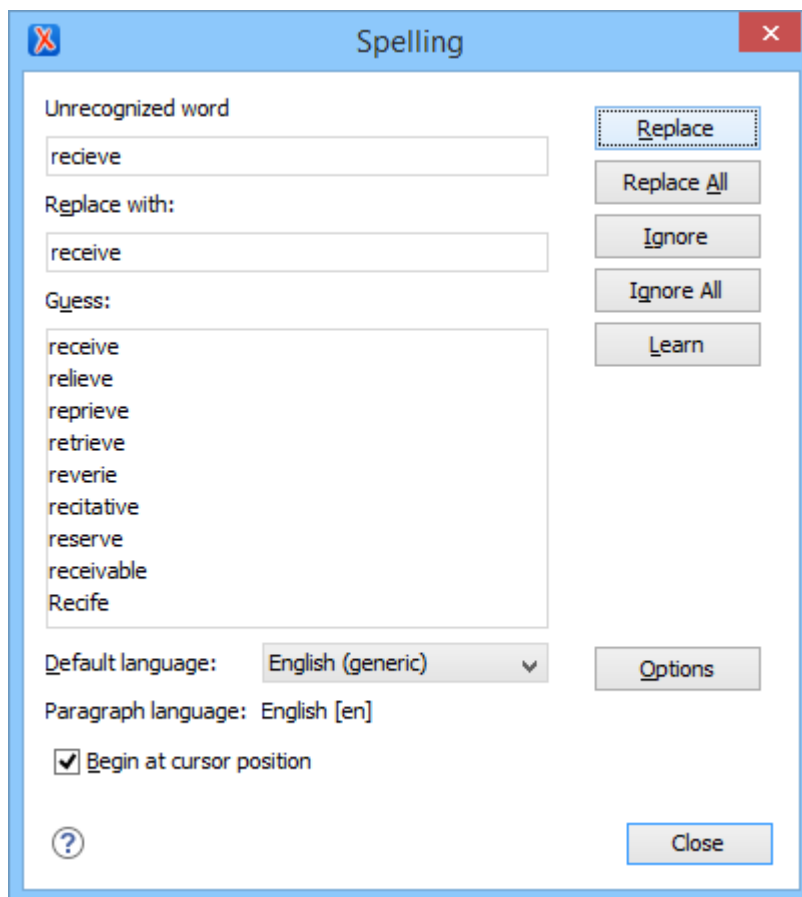 Spelling
Unrecognized word
recieve
Replace with:
receive
Guess:
receive
relieve
reprieve
retrieve
reverie
recitative
reserve
receivable
Recife
Replace
Replace All
Ignore
Ignore All
Learn
Default language: English (generic)
Options
Paragraph language: English [en]
Begin at cursor position
?
Close